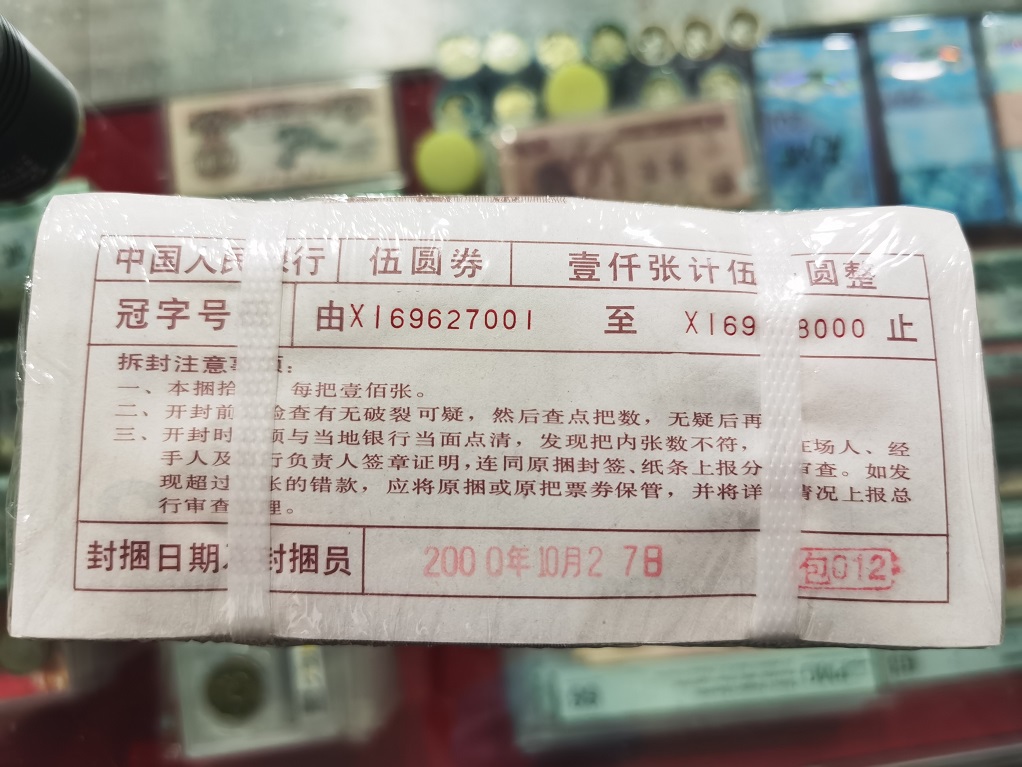 中国人民 行 伍圆券 壹仟张计伍 圆整
冠字号 由XI69627001 至 XI69 8000 止
拆封注意事项:
一、本捆拾 每把壹佰张。
二、开封前 检查有无破裂可疑,然后查点把数,无疑后再
三、开封时 须与当地银行当面点清,发现把内张数不符, 在场人、经
手人及 行负责人签章证明,连同原捆封签、纸条上报分 审查。如发
现超过 张的错款,应将原捆或原把票券保管,并将详 情况上报总
行审查 理。
封捆日期 封捆员 2000年10月27日 包012